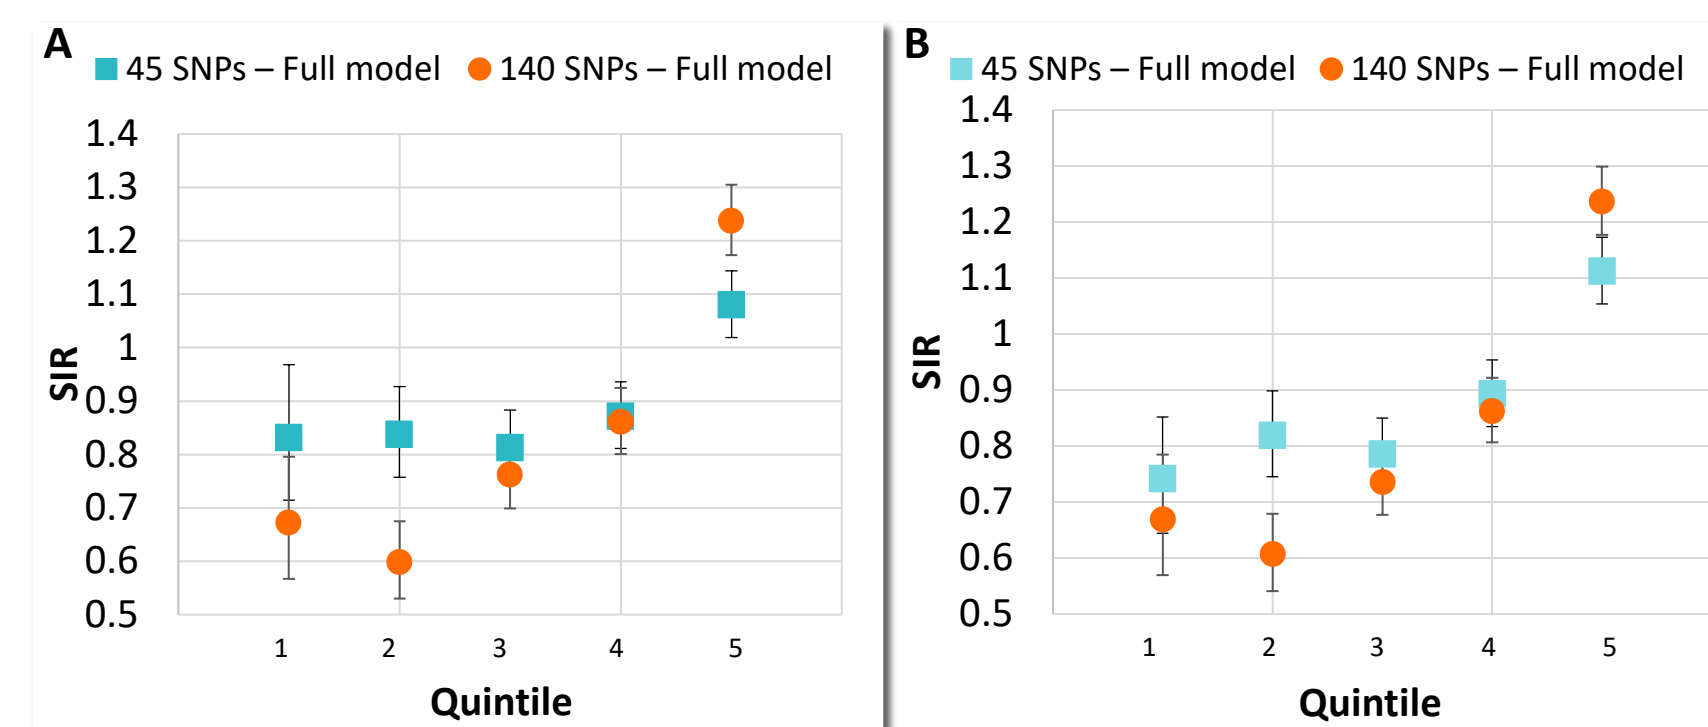 A
45 SNPs – Full model 140 SNPs – Full model
1.4
1.3
1.2
1.1
1
0.9
0.8
0.7
0.6
0.5
SIR
1 2 3 4 5
Quintile
B
45 SNPs – Full model 140 SNPs – Full model
1.4
1.3
1.2
1.1
1
0.9
0.8
0.7
0.6
0.5
SIR
1 2 3 4 5
Quintile